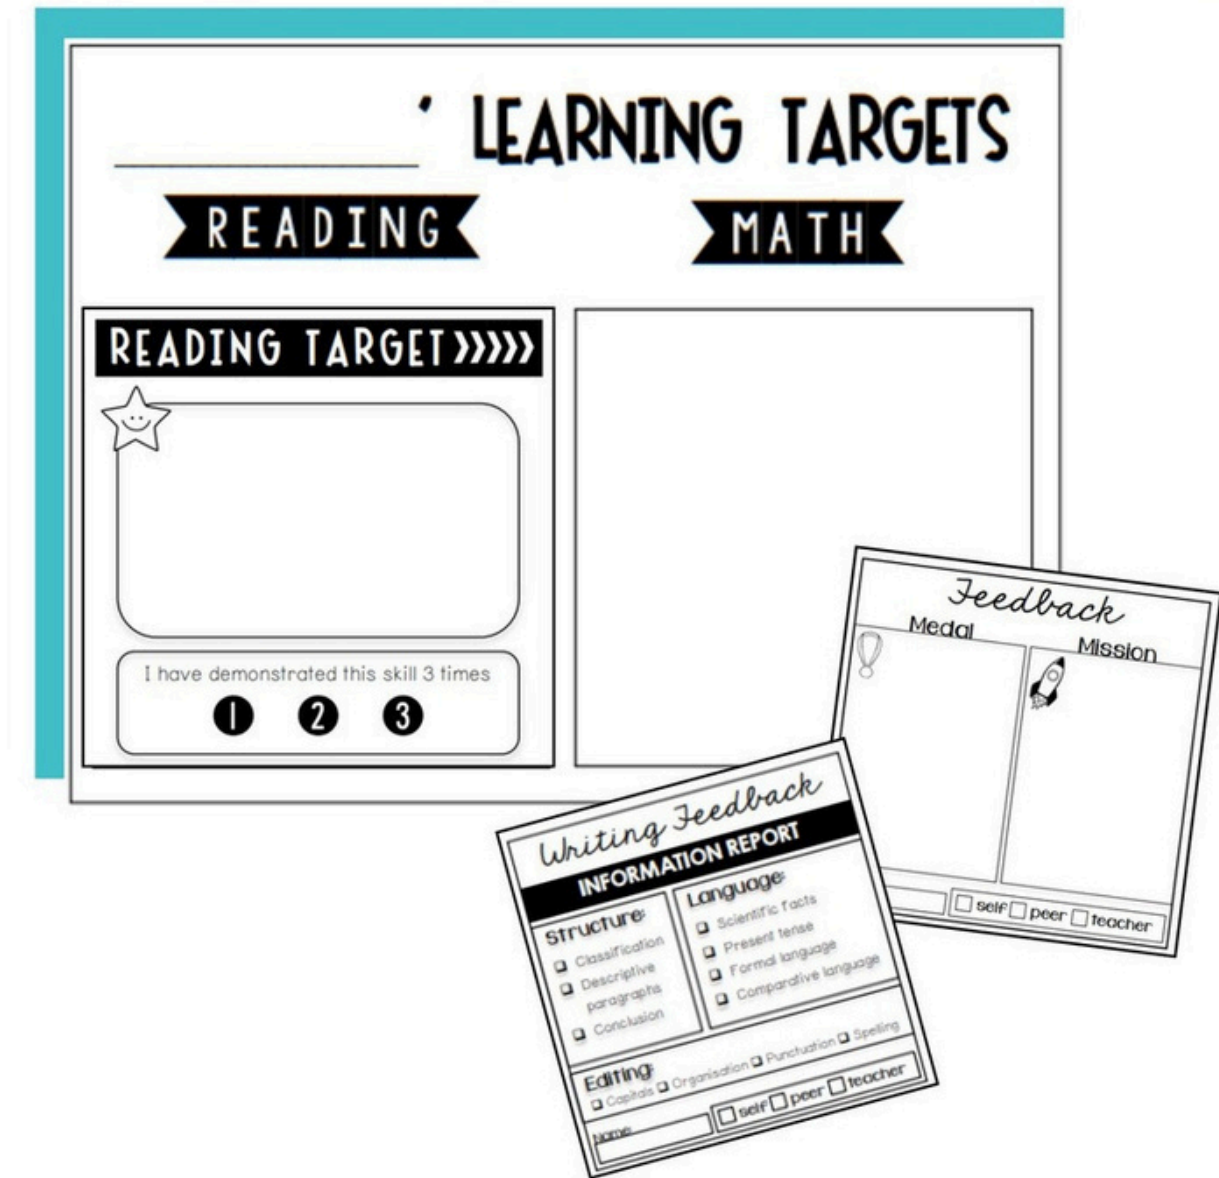 ' LEARNING TARGETS
READING
MATH
READING TARGET
I have demonstrated this skill 3 times
1 2 3
Feedback
Medal Mission
self peer teacher
Writing Feedback
INFORMATION REPORT
Structure:
Classification
Descriptive
paragraphs
Conclusion
Language:
Scientific facts
Present tense
Formal language
Comparative language
Editing:
Capitals Organisation Punctuation Spelling
Name:
self peer teacher